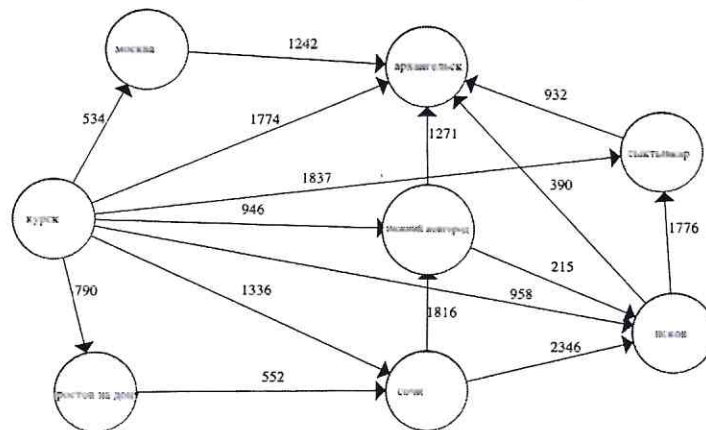 москва
1242
архангельск
534
1774
932
1271
сыктывкар
1837
390
курск
946
нижний новгород
1776
790
1336
958
215
1816
псков
552
2346
ростов на дон
сочи